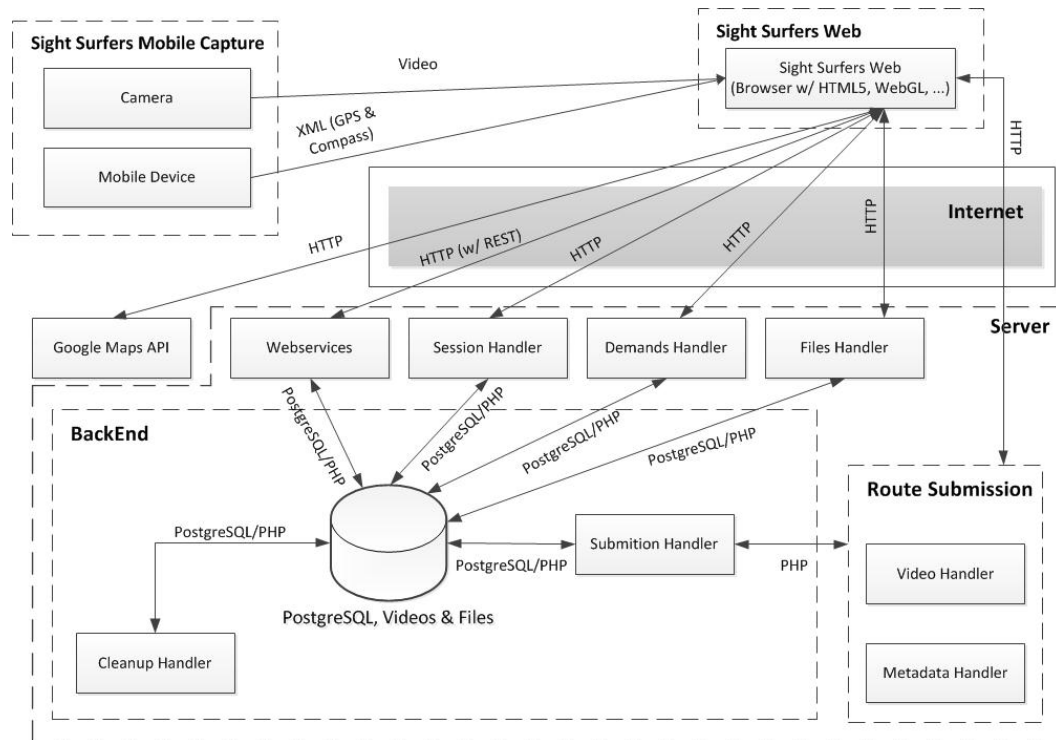 Sight Surfers Mobile Capture
Camera
Mobile Device
Video
XML (GPS &
Compass)
Sight Surfers Web
Sight Surfers Web
(Browser w/ HTML5, WebGL, ...)
HTTP
Internet
HTTP
HTTP (w/ REST)
HTTP
HTTP
HTTP
Server
Google Maps API
Webservices
Session Handler
Demands Handler
Files Handler
BackEnd
PostgreSQL/PHP
PostgreSQL/PHP
PostgreSQL/PHP
PostgreSQL/PHP
Route Submission
PostgreSQL/PHP
Submition Handler
PostgreSQL/PHP
PHP
Video Handler
PostgreSQL, Videos & Files
Cleanup Handler
Metadata Handler